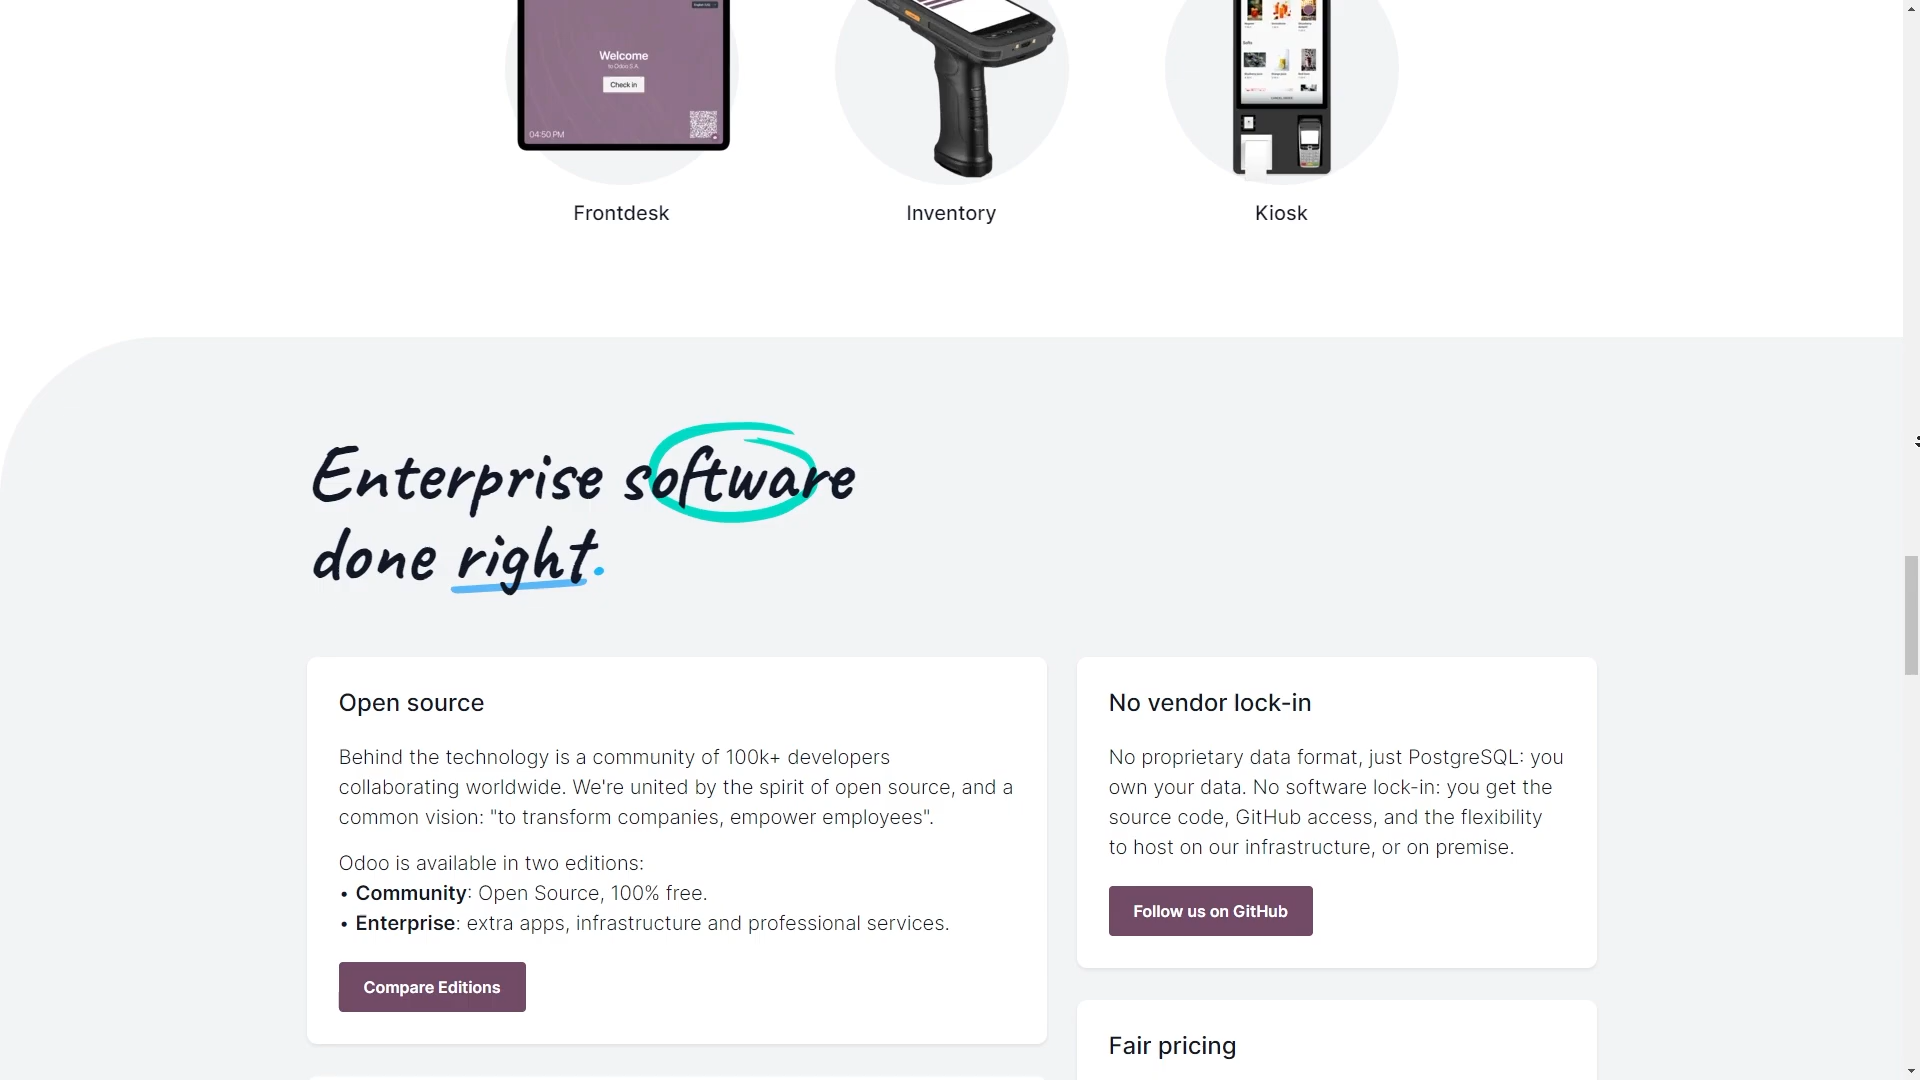 Welcome
to Odoo S.A.
Check in
04:50 PM
Frontdesk
Inventory
Kiosk
Enterprise software
done right.
Open source
Behind the technology is a community of 100k+ developers
collaborating worldwide. We're united by the spirit of open source, and a
common vision: "to transform companies, empower employees".
Odoo is available in two editions:
• Community: Open Source, 100% free.
• Enterprise: extra apps, infrastructure and professional services.
Compare Editions
No vendor lock-in
No proprietary data format, just PostgreSQL: you
own your data. No software lock-in: you get the
source code, GitHub access, and the flexibility
to host on our infrastructure, or on premise.
Follow us on GitHub
Fair pricing